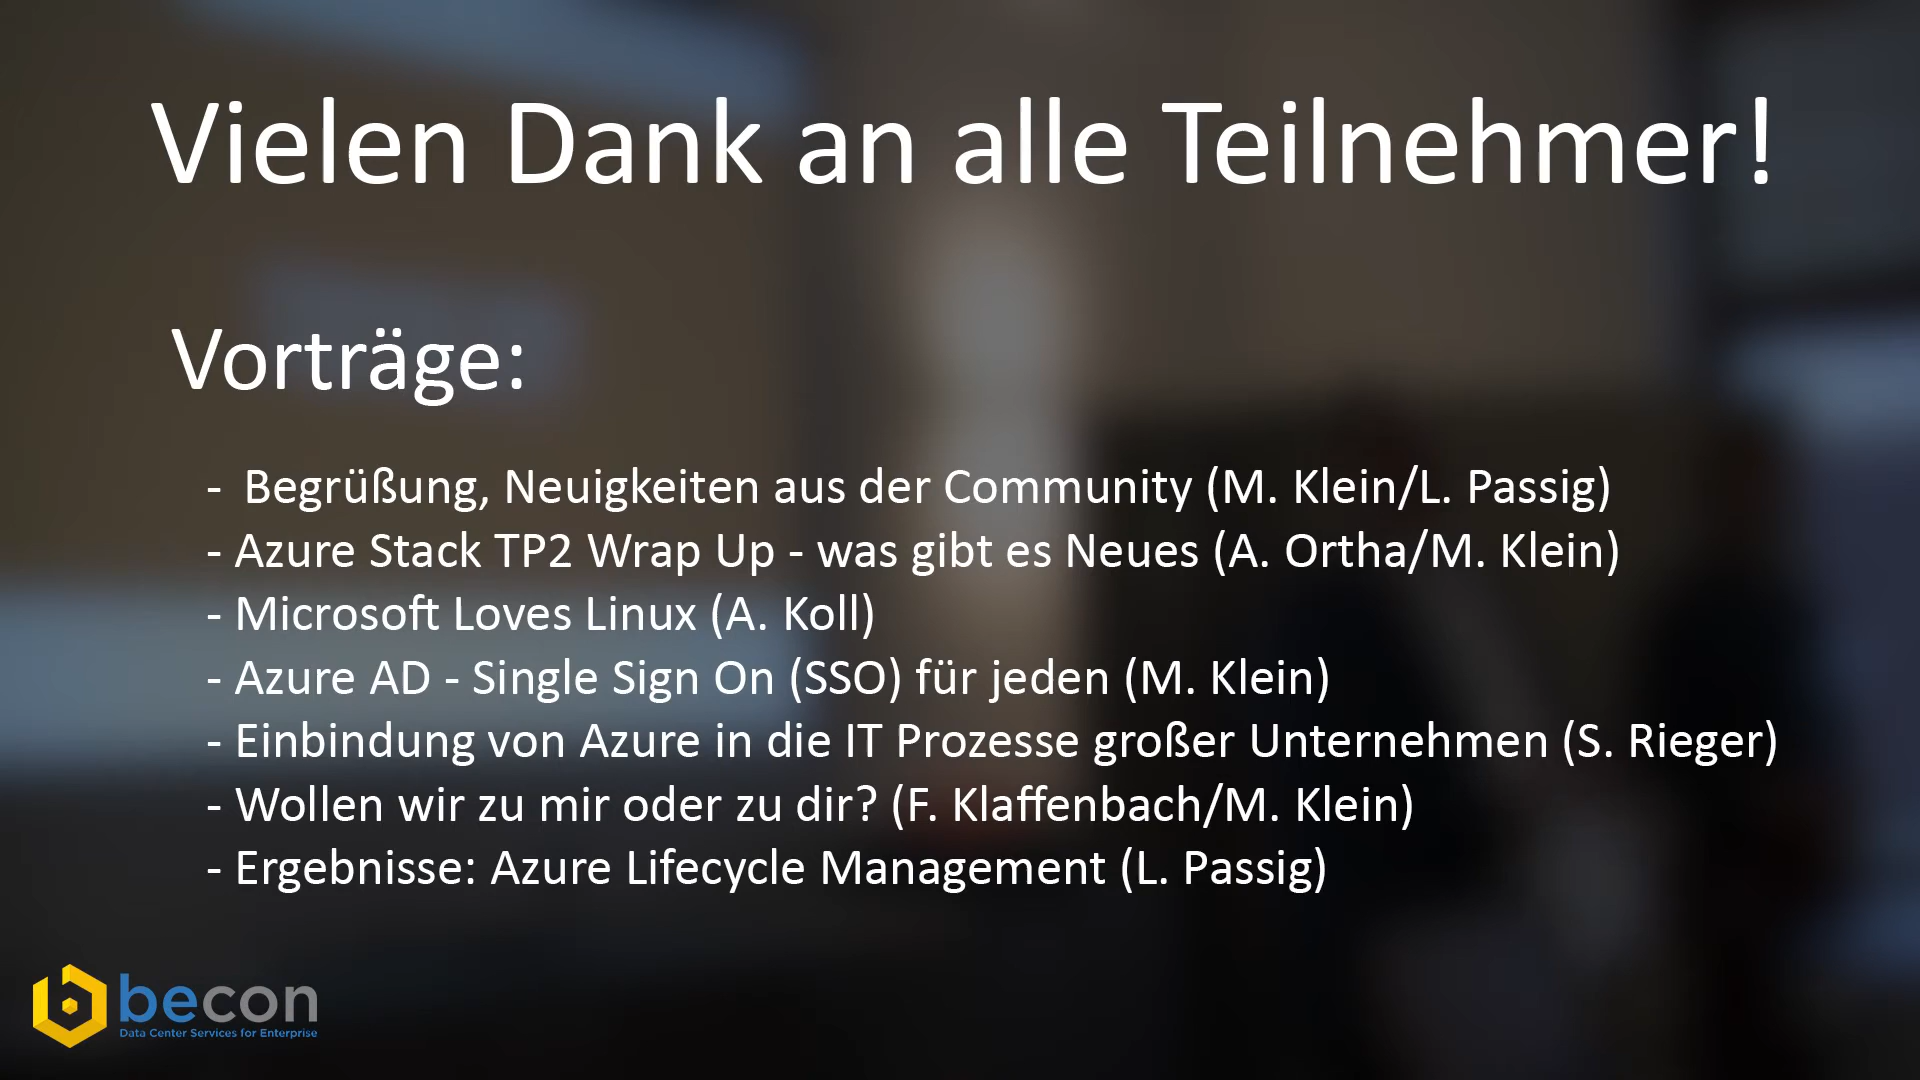 Vielen Dank an alle Teilnehmer!
Vorträge:
- Begrüßung, Neuigkeiten aus der Community (M. Klein/L. Passig)
- Azure Stack TP2 Wrap Up - was gibt es Neues (A. Ortha/M. Klein)
- Microsoft Loves Linux (A. Koll)
- Azure AD - Single Sign On (SSO) für jeden (M. Klein)
- Einbindung von Azure in die IT Prozesse großer Unternehmen (S. Rieger)
- Wollen wir zu mir oder zu dir? (F. Klaffenbach/M. Klein)
- Ergebnisse: Azure Lifecycle Management (L. Passig)
becon
Data Center Services for Enterprise